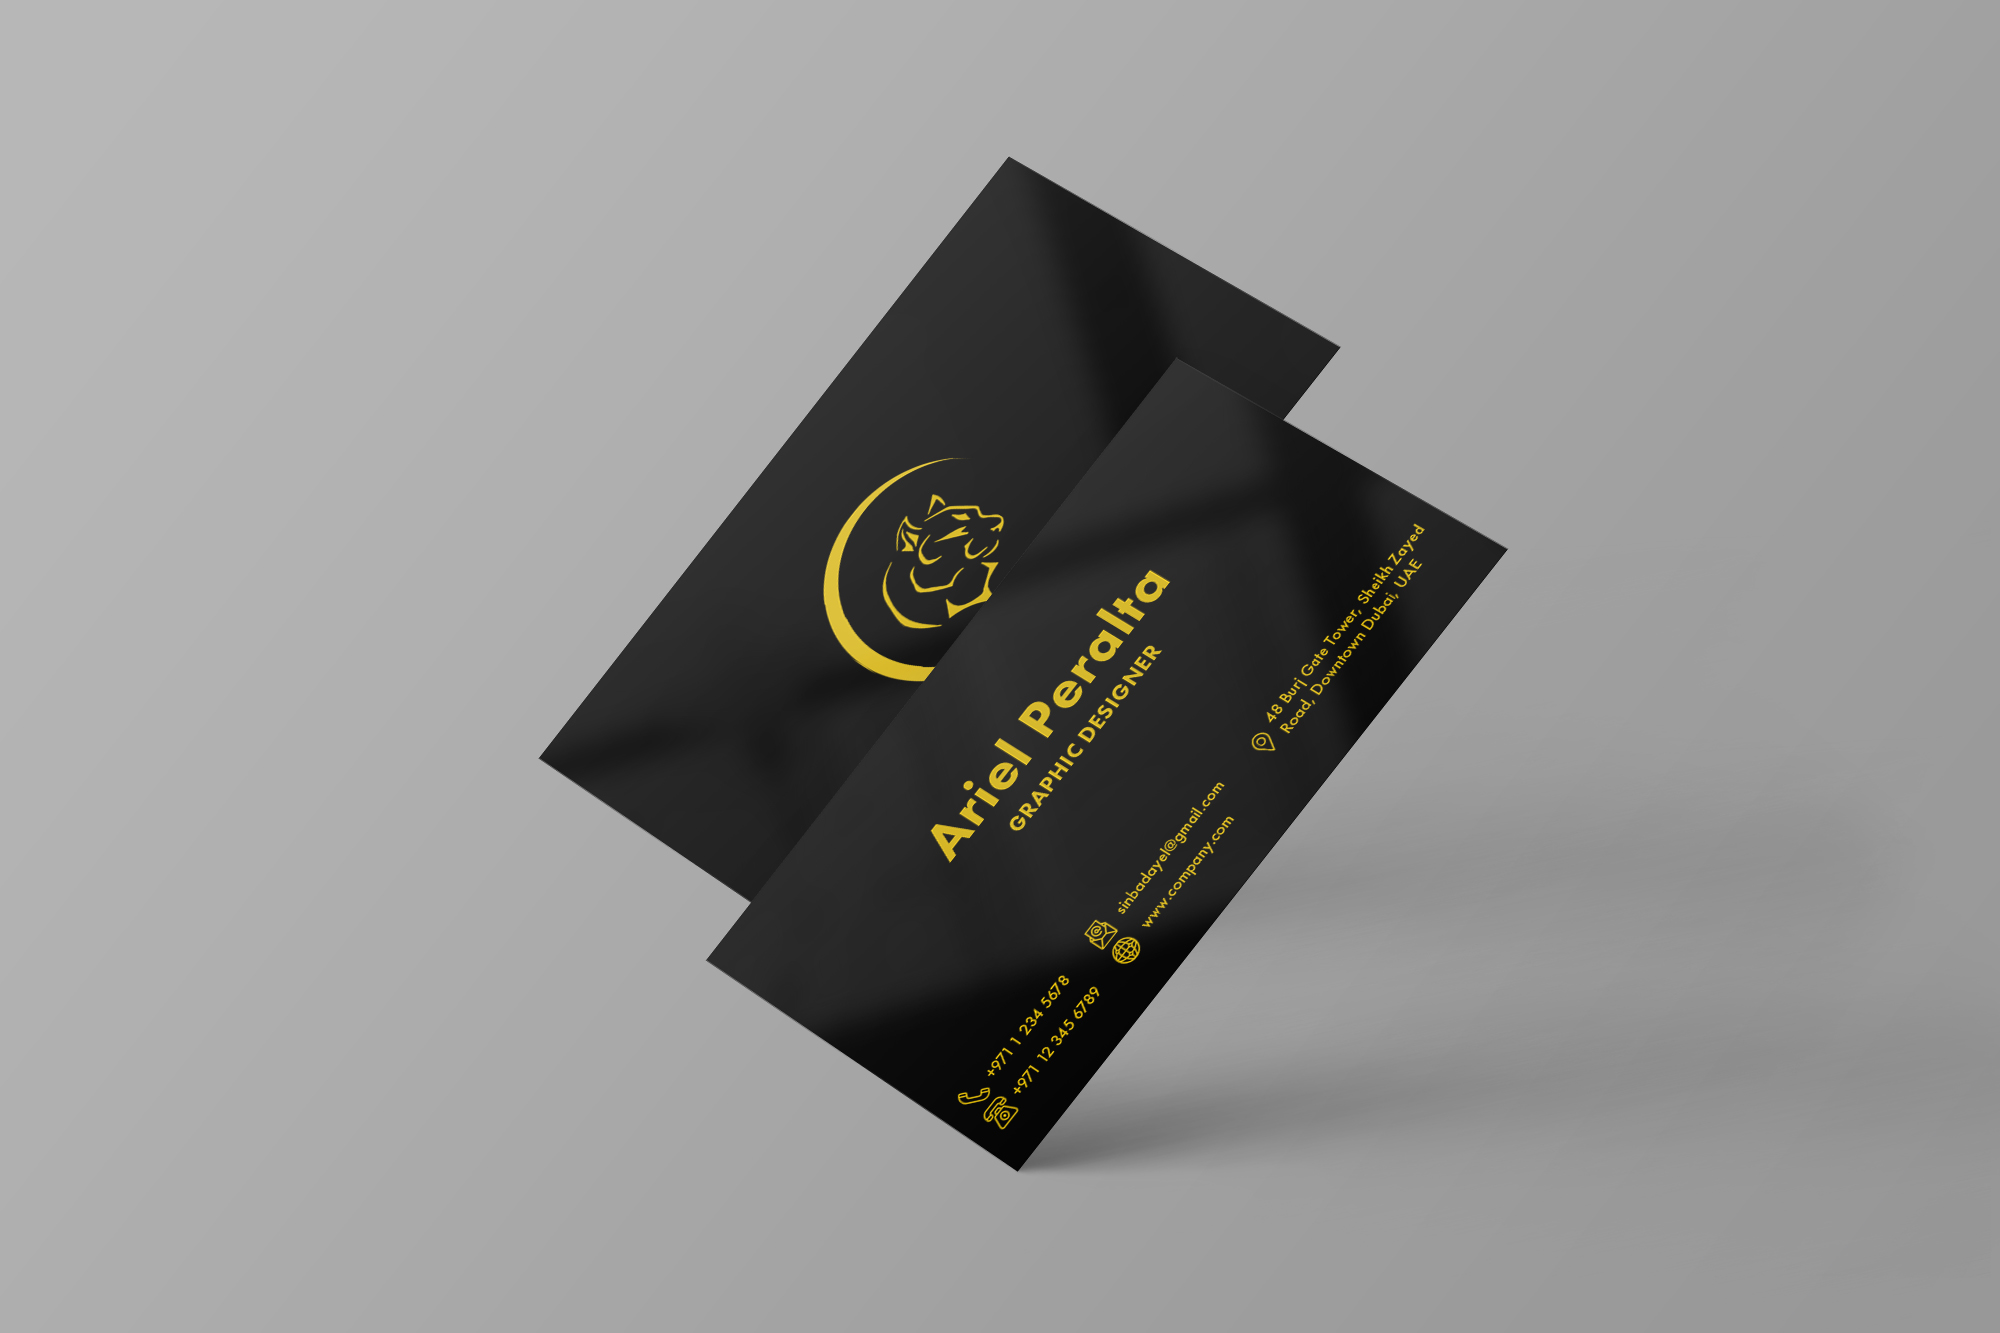 Ariel Peralta
GRAPHIC DESIGNER
+971 1 234 5678
+971 12 345 6789
sinbadayel@gmail.com
www.company.com
48 Burj Gate Tower, Sheikh Zayed
Road, Downtown Dubai, UAE